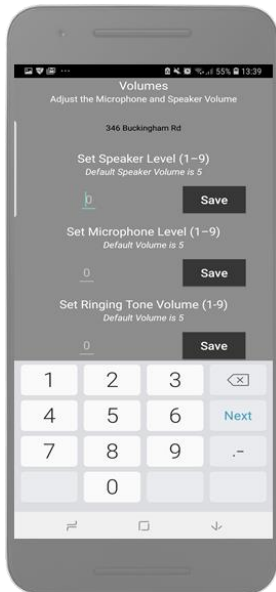 55% 13:39
Volumes
Adjust the Microphone and Speaker Volume
346 Buckingham Rd
Set Speaker Level (1–9)
Default Speaker Volume is 5
0 Save
Set Microphone Level (1–9)
Default Volume is 5
0 Save
Set Ringing Tone Volume (1-9)
Default Volume is 5
0 Save
1 2 3
4 5 6 Next
7 8 9 .-
0